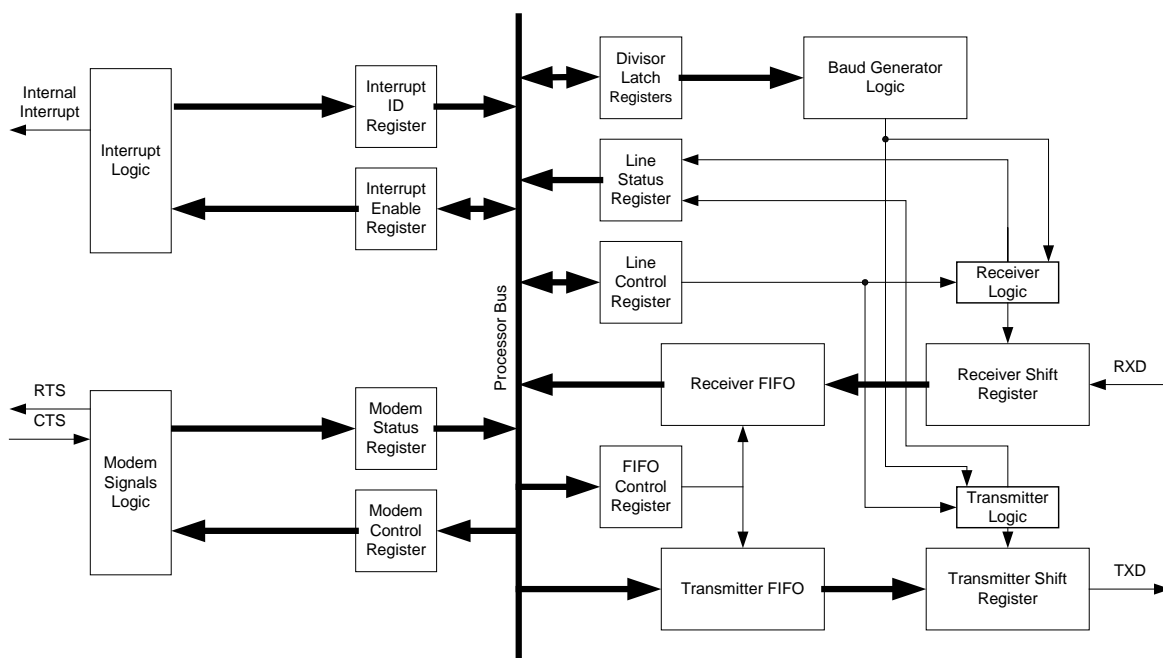 Internal
Interrupt
Interrupt
Logic
Interrupt
ID
Register
Interrupt
Enable
Register
RTS
CTS
Modem
Signals
Logic
Modem
Status
Register
Modem
Control
Register
Processor Bus
Divisor
Latch
Registers
Baud Generator
Logic
Line
Status
Register
Line
Control
Register
Receiver
Logic
Receiver FIFO
Receiver Shift
Register
RXD
FIFO
Control
Register
Transmitter
Logic
Transmitter FIFO
Transmitter Shift
Register
TXD